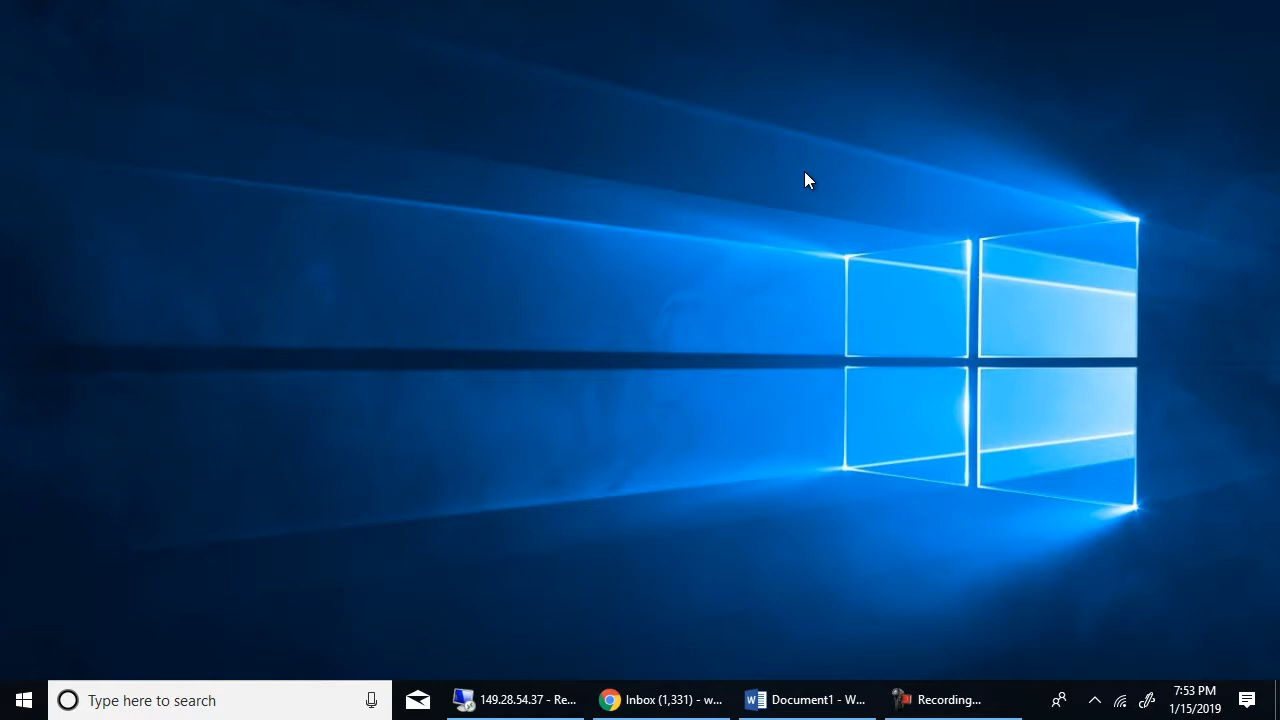 Type here to search
149.28.54.37 - Re...
Inbox (1,331) - w...
Document1 - W...
Recording...
7:53 PM
1/15/2019